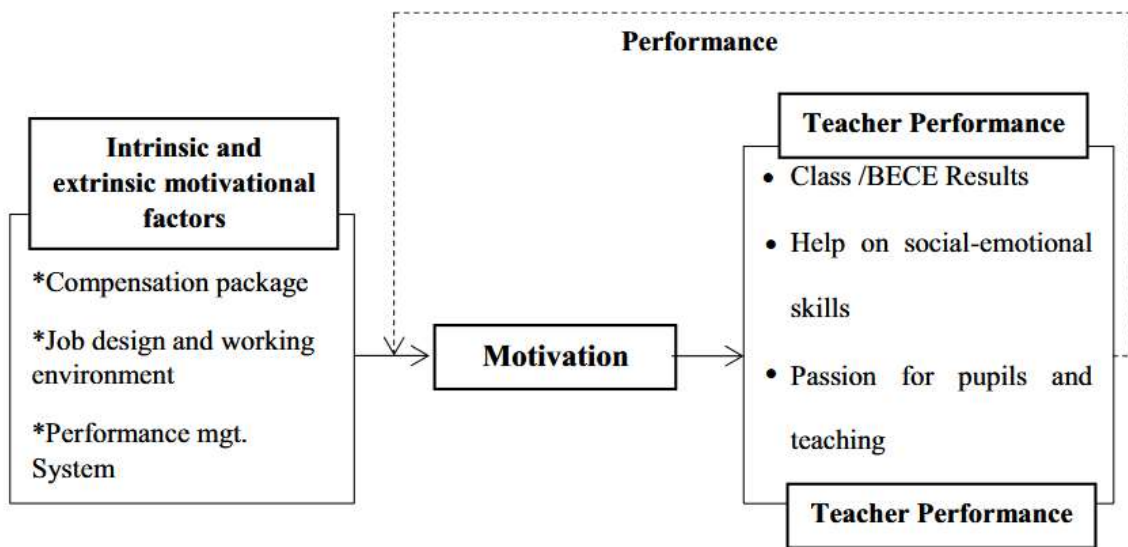 Performance
Intrinsic and
extrinsic motivational
factors
*Compensation package
*Job design and working
environment
*Performance mgt.
System
Motivation
Teacher Performance
• Class /BECE Results
• Help on social-emotional
skills
• Passion for pupils and
teaching
Teacher Performance